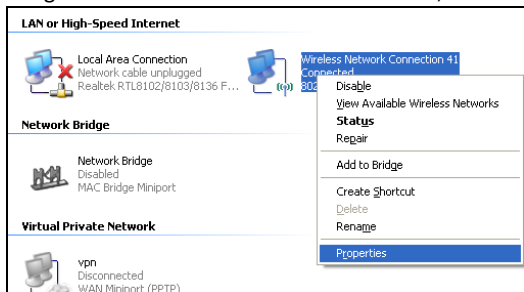 LAN or High-Speed Internet
Local Area Connection
Network cable unplugged
Realtek RTL8102/8103/8136 F...
Wireless Network Connection 41
Connected
802
Disable
View Available Wireless Networks
Status
Repair
Add to Bridge
Create Shortcut
Delete
Rename
Properties
Network Bridge
Network Bridge
Disabled
MAC Bridge Miniport
Virtual Private Network
vpn
Disconnected
WAN Miniport (PPTP)